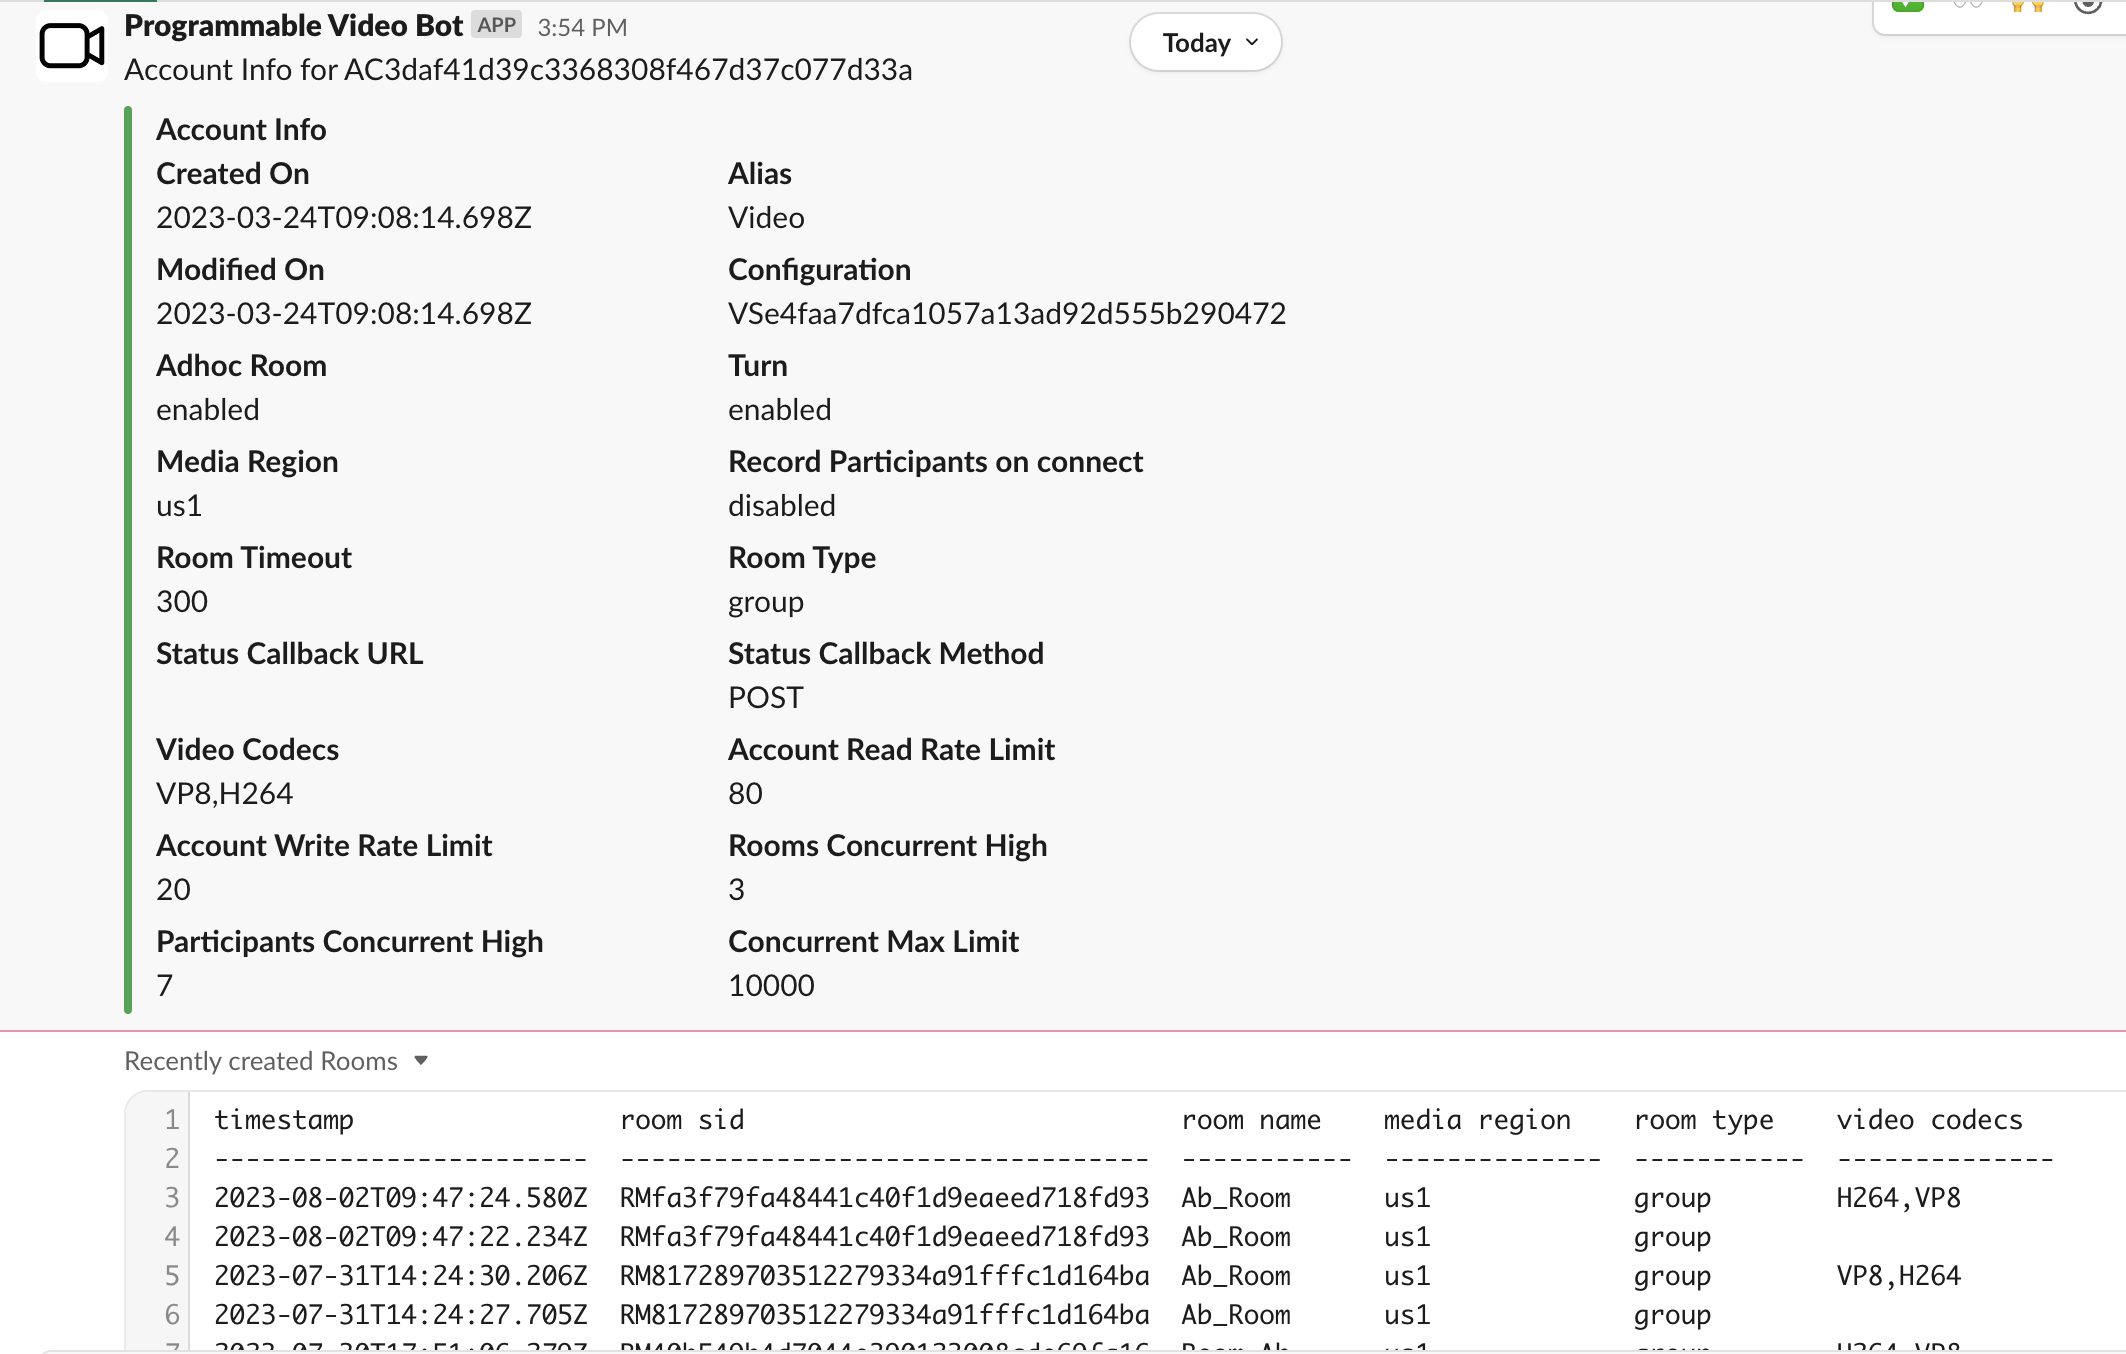 Programmable Video Bot APP 3:54 PM
Today
Account Info for AC3daf41d39c3368308f467d37c077d33a
Account Info
Created On Alias
2023-03-24T09:08:14.698Z Video
Modified On Configuration
2023-03-24T09:08:14.698Z VSe4faa7dfca1057a13ad92d555b290472
Adhoc Room Turn
enabled enabled
Media Region Record Participants on connect
us1 disabled
Room Timeout Room Type
300 group
Status Callback URL Status Callback Method
POST
Video Codecs Account Read Rate Limit
VP8,H264 80
Account Write Rate Limit Rooms Concurrent High
20 3
Participants Concurrent High Concurrent Max Limit
7 10000
Recently created Rooms
1 timestamp room sid room name media region room type video codecs
2 ------------------------ ---------------------------------- ----------- -------------- ----------- --------------
3 2023-08-02T09:47:24.580Z RMfa3f79fa48441c40f1d9eaeed718fd93 Ab_Room us1 group H264,VP8
4 2023-08-02T09:47:22.234Z RMfa3f79fa48441c40f1d9eaeed718fd93 Ab_Room us1 group
5 2023-07-31T14:24:30.206Z RM817289703512279334a91fffc1d164ba Ab_Room us1 group VP8,H264
6 2023-07-31T14:24:27.705Z RM817289703512279334a91fffc1d164ba Ab_Room us1 group